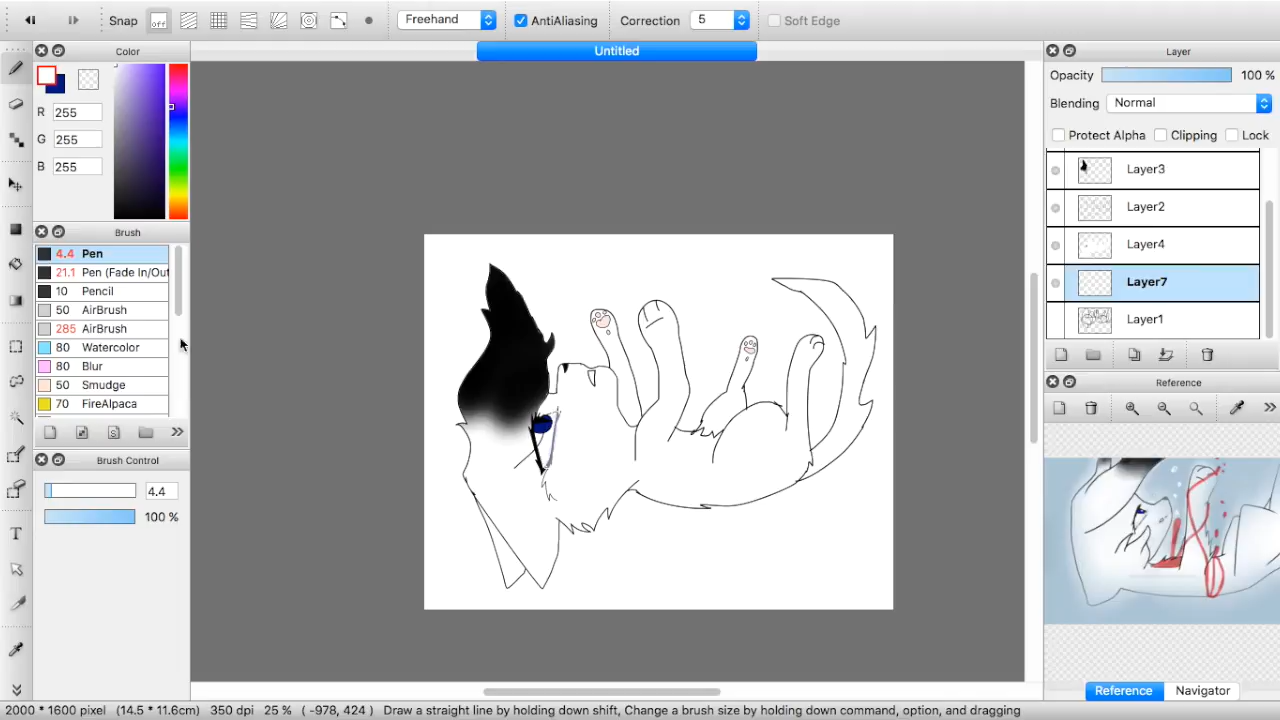 Snap off Freehand AntiAliasing Correction 5 Soft Edge
Color
Untitled
Layer
R 255
G 255
B 255
Opacity 100 %
Blending Normal
Protect Alpha Clipping Lock
Layer3
Layer2
Layer4
Layer7
Layer1
Brush
4.4 Pen
21.1 Pen (Fade In/Out
10 Pencil
50 AirBrush
285 AirBrush
80 Watercolor
80 Blur
50 Smudge
70 FireAlpaca
Brush Control
4.4
100 %
Reference
Reference Navigator
2000 * 1600 pixel (14.5 * 11.6cm) 350 dpi 25 % ( -978, 424 ) Draw a straight line by holding down shift, Change a brush size by holding down command, option, and dragging